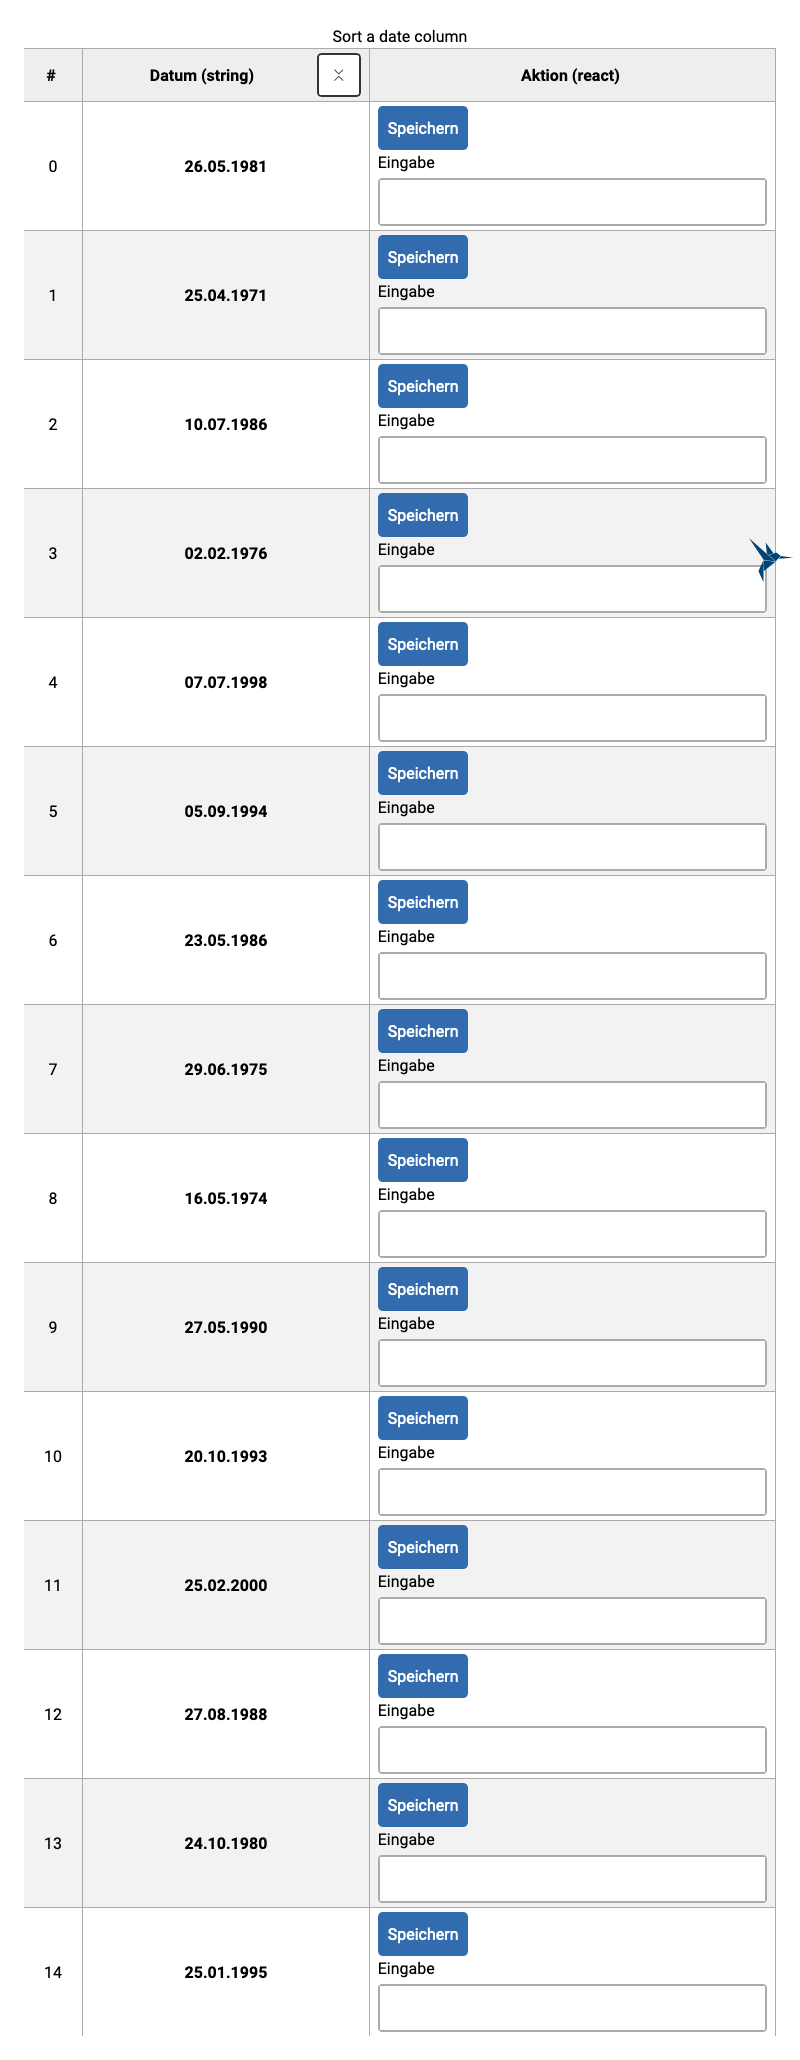 Sort a date column
# Datum (string) Aktion (react)
Speichern
0 26.05.1981 Eingabe
Speichern
1 25.04.1971 Eingabe
Speichern
2 10.07.1986 Eingabe
Speichern
3 02.02.1976 Eingabe
Speichern
4 07.07.1998 Eingabe
Speichern
5 05.09.1994 Eingabe
Speichern
6 23.05.1986 Eingabe
Speichern
7 29.06.1975 Eingabe
Speichern
8 16.05.1974 Eingabe
Speichern
9 27.05.1990 Eingabe
Speichern
10 20.10.1993 Eingabe
Speichern
11 25.02.2000 Eingabe
Speichern
12 27.08.1988 Eingabe
Speichern
13 24.10.1980 Eingabe
Speichern
14 25.01.1995 Eingabe